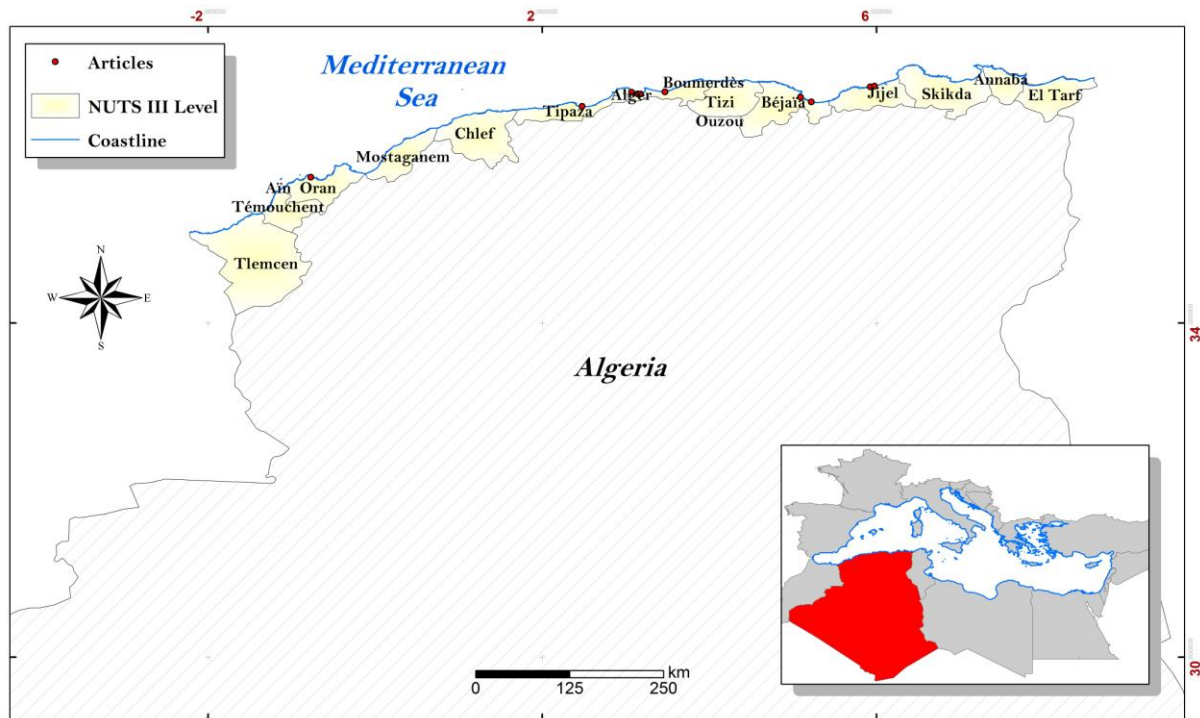 -2
2
6
Articles
NUTS III Level
Coastline
Mediterranean
Sea
Annaba
Boumerdès
Alger
Tizi
Ouzou
Béjaïa
Jijel
Skikda
El Tarf
Tipaza
Chlef
Mostaganem
Aïn
Oran
Témouchent
Tlemcen
N
W
E
S
34
Algeria
km
0
125
250
30